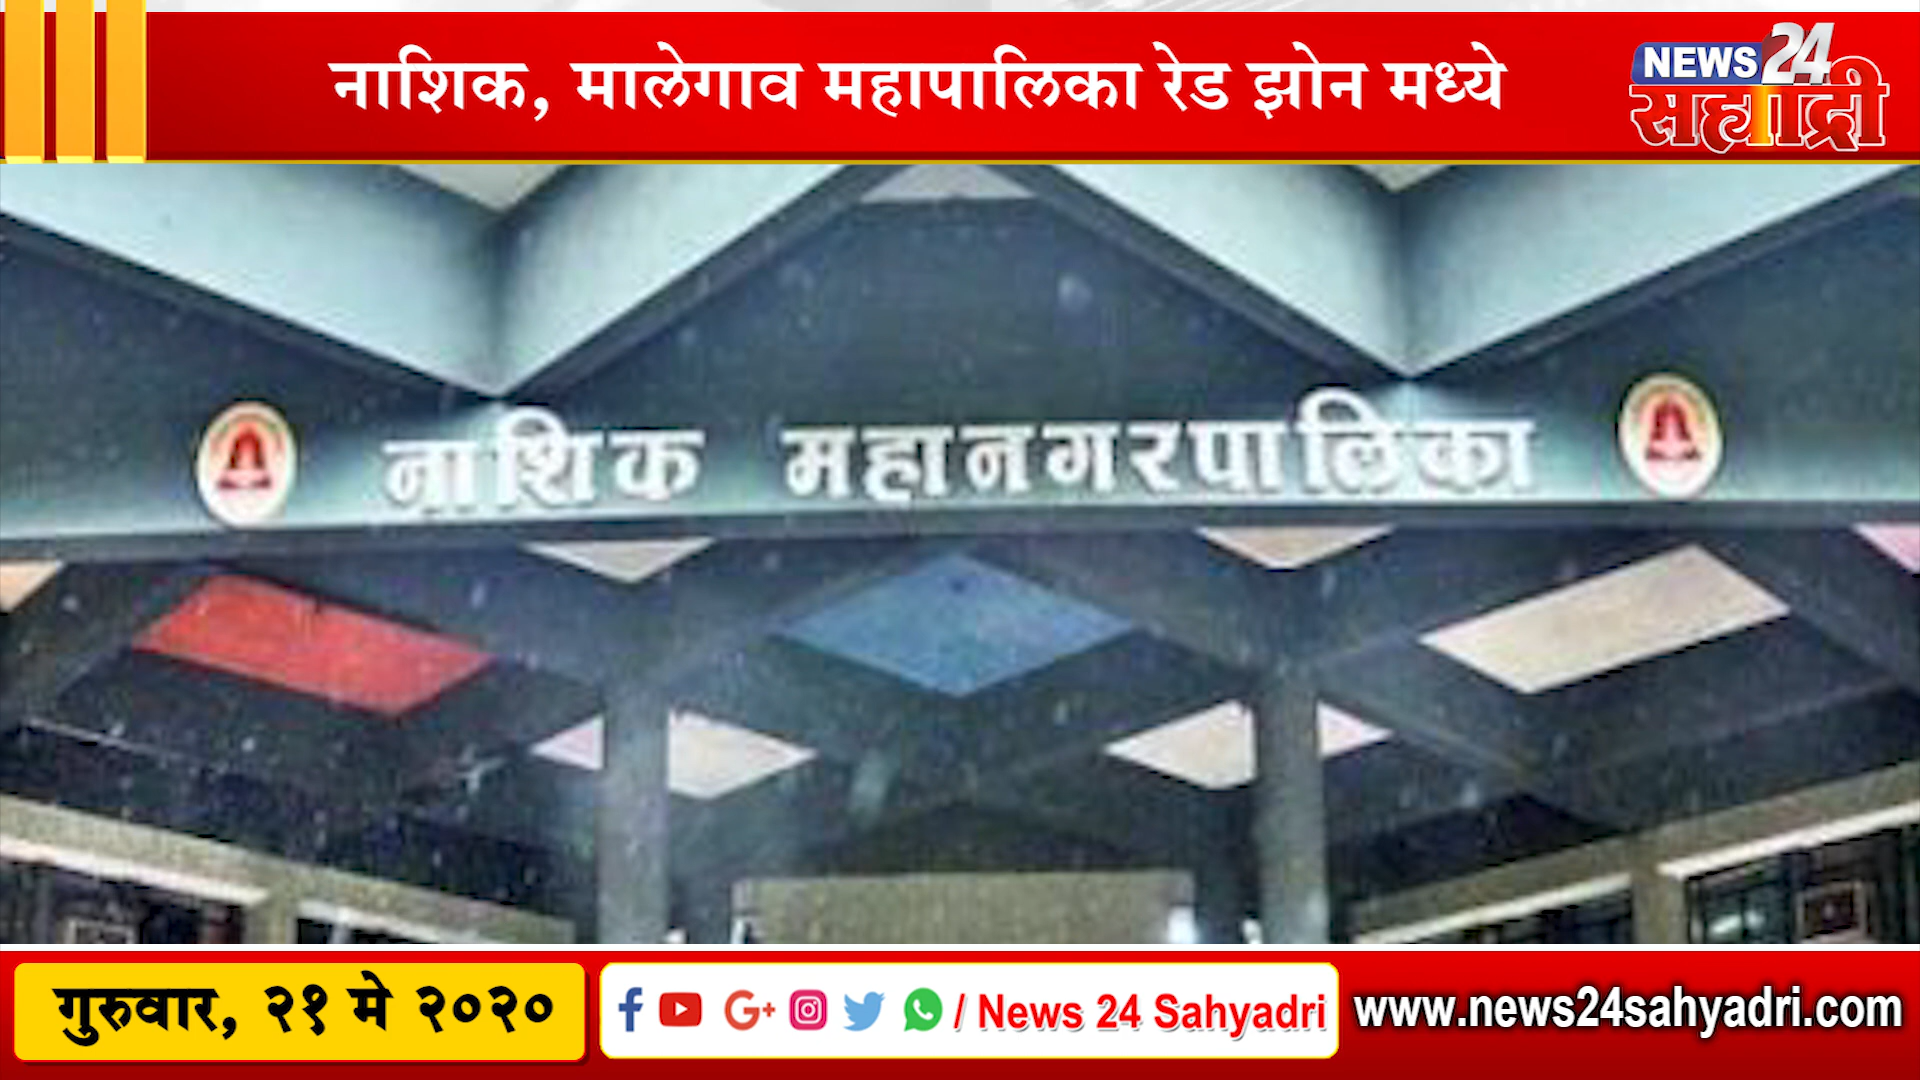 नाशिक, मालेगाव महापालिका रेड झोन मध्ये
NEWS 24
सह्याद्री
नाशिक महानगरपालिका
गुरुवार, २१ मे २०२०
/ News 24 Sahyadri
www.news24sahyadri.com